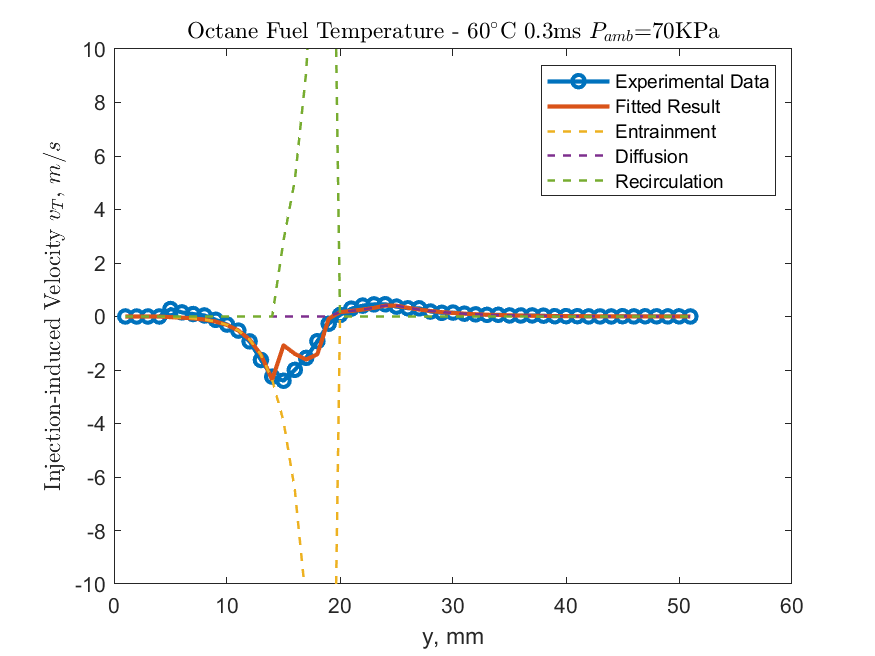 Octane Fuel Temperature - 60°C 0.3ms P_amb=70KPa
10
8
6
4
2
0
-2
-4
-6
-8
-10
Injection-induced Velocity v_T, m/s
Experimental Data
Fitted Result
Entrainment
Diffusion
Recirculation
0 10 20 30 40 50 60
y, mm